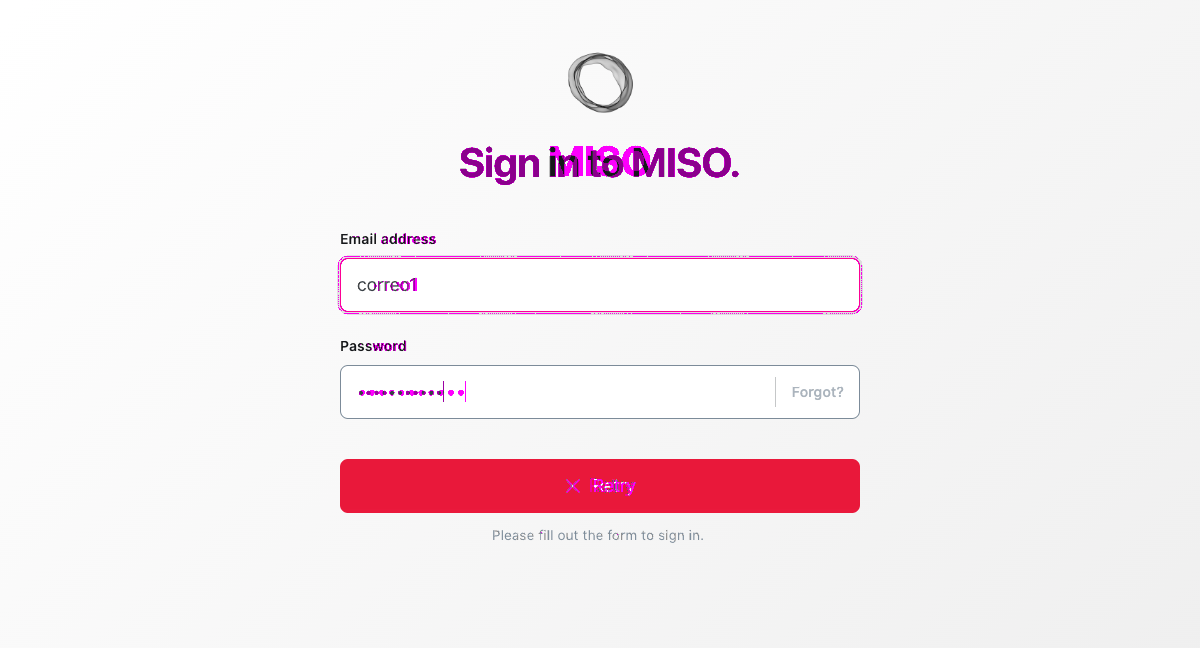 Sign in to MISO.
Email address
correo1
Password
Forgot?
Retry
Please fill out the form to sign in.